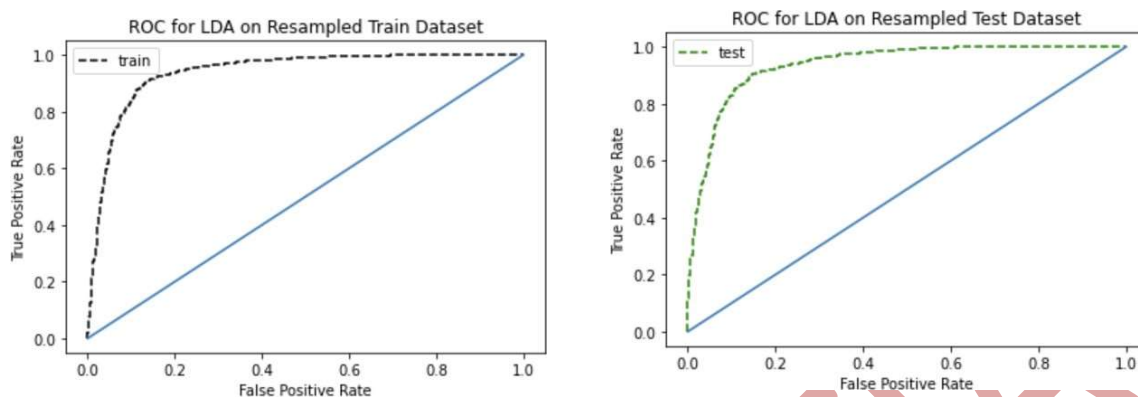 ROC for LDA on Resampled Train Dataset
train
True Positive Rate
1.0
0.8
0.6
0.4
0.2
0.0
0.0 0.2 0.4 0.6 0.8 1.0
False Positive Rate
ROC for LDA on Resampled Test Dataset
test
True Positive Rate
1.0
0.8
0.6
0.4
0.2
0.0
0.0 0.2 0.4 0.6 0.8 1.0
False Positive Rate